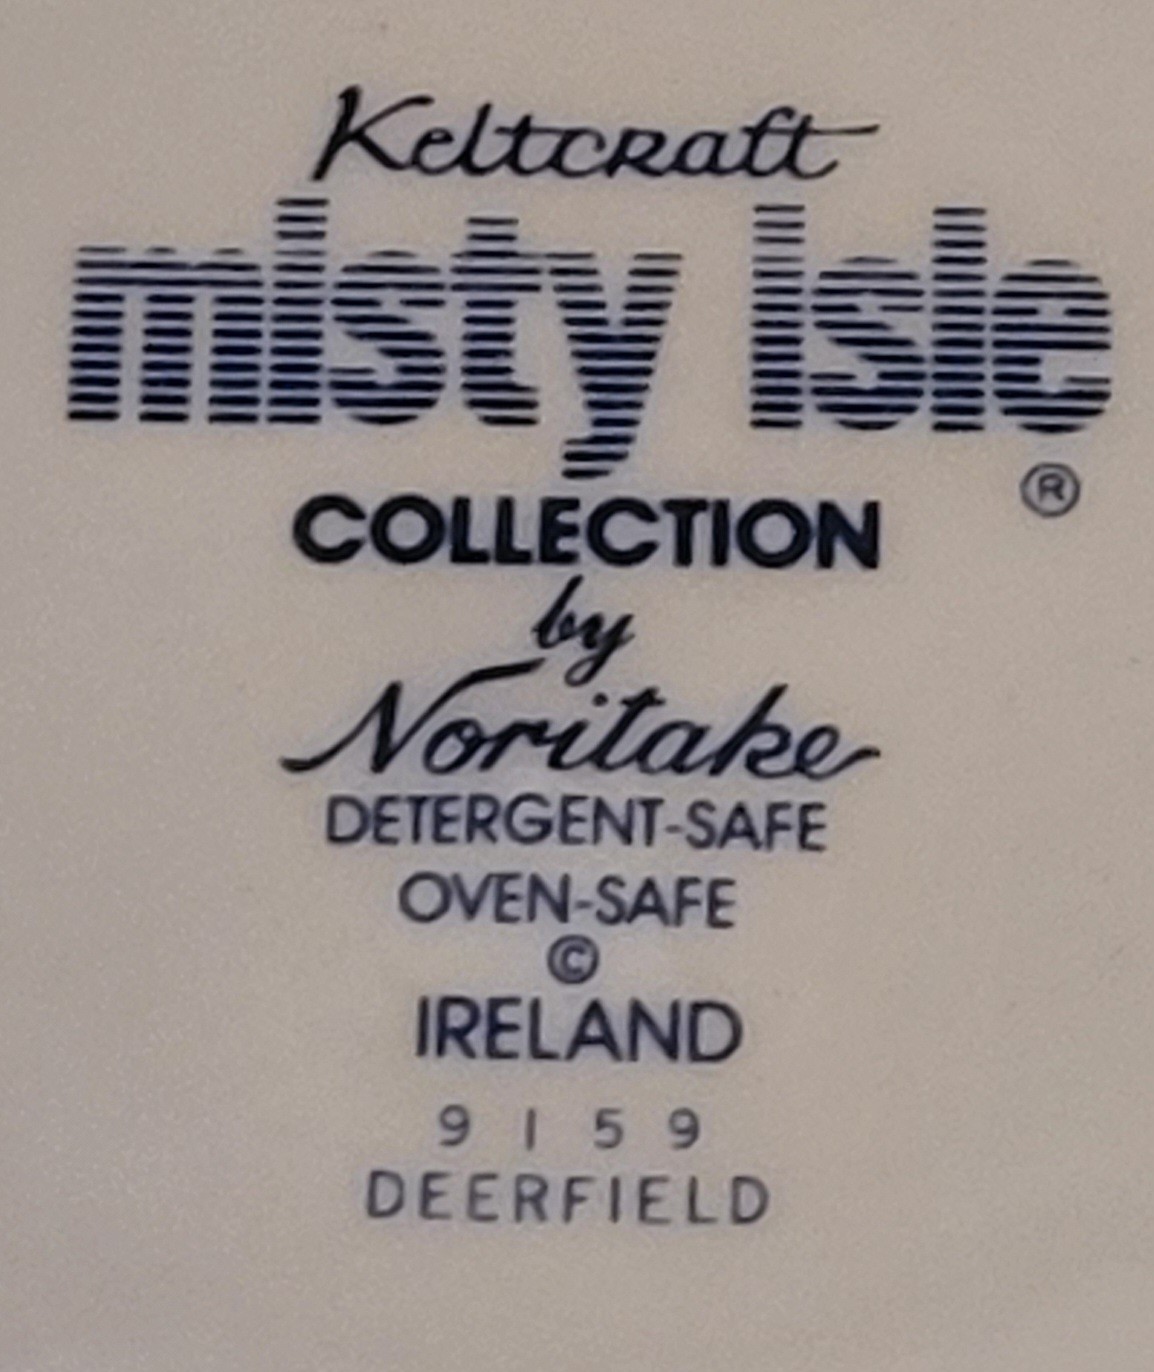 Keltcraft
misty isle
®
COLLECTION
by
Noritake
DETERGENT-SAFE
OVEN-SAFE
©
IRELAND
9159
DEERFIELD